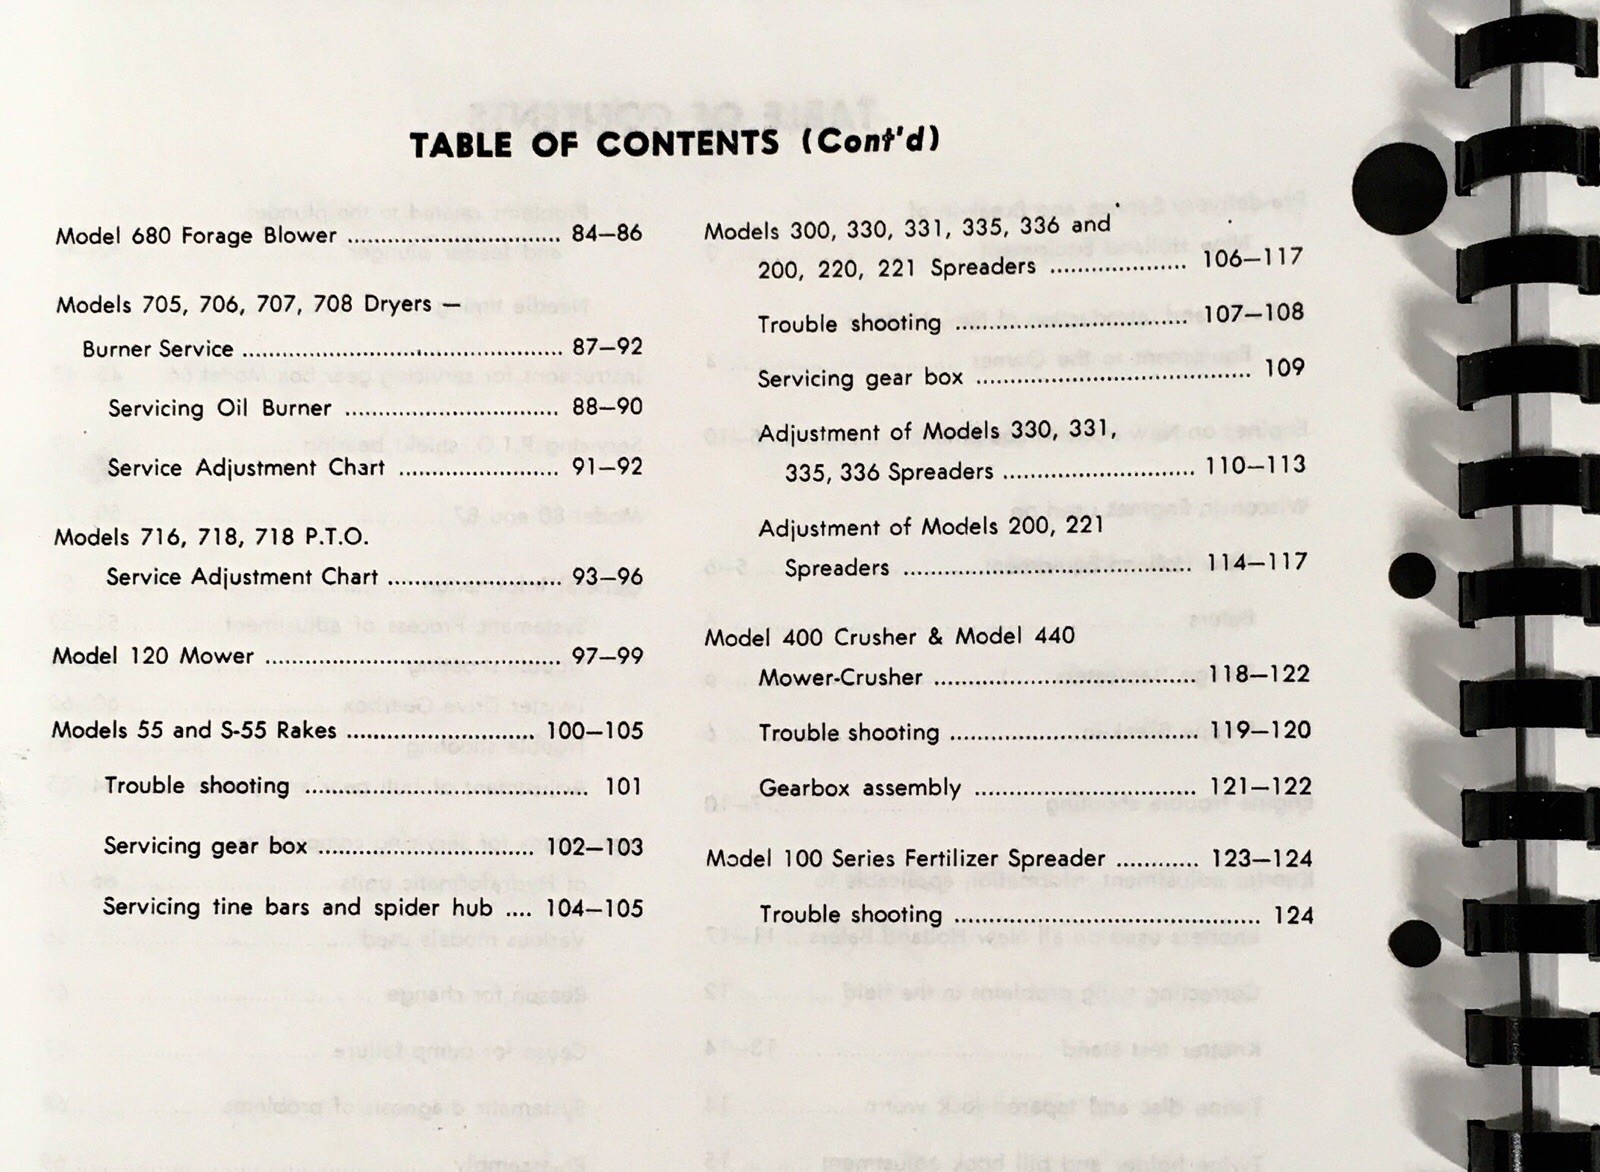 TABLE OF CONTENTS (Cont'd)
Model 680 Forage Blower ................................ 84–86
Models 705, 706, 707, 708 Dryers —
Burner Service ................................................ 87–92
Servicing Oil Burner ................................ 88–90
Service Adjustment Chart ........................ 91–92
Models 716, 718, 718 P.T.O.
Service Adjustment Chart .......................... 93–96
Model 120 Mower ............................................ 97–99
Models 55 and S-55 Rakes ............................ 100–105
Trouble shooting ........................................... 101
Servicing gear box ................................. 102–103
Servicing tine bars and spider hub .... 104–105
Models 300, 330, 331, 335, 336 and
200, 220, 221 Spreaders .................... 106–117
Trouble shooting ................................... 107–108
Servicing gear box ......................................... 109
Adjustment of Models 330, 331,
335, 336 Spreaders ............................. 110–113
Adjustment of Models 200, 221
Spreaders ........................................... 114–117
Model 400 Crusher & Model 440
Mower-Crusher ........................................ 118–122
Trouble shooting ..................................... 119–120
Gearbox assembly ................................. 121–122
Model 100 Series Fertilizer Spreader ............ 123–124
Trouble shooting .............................................. 124